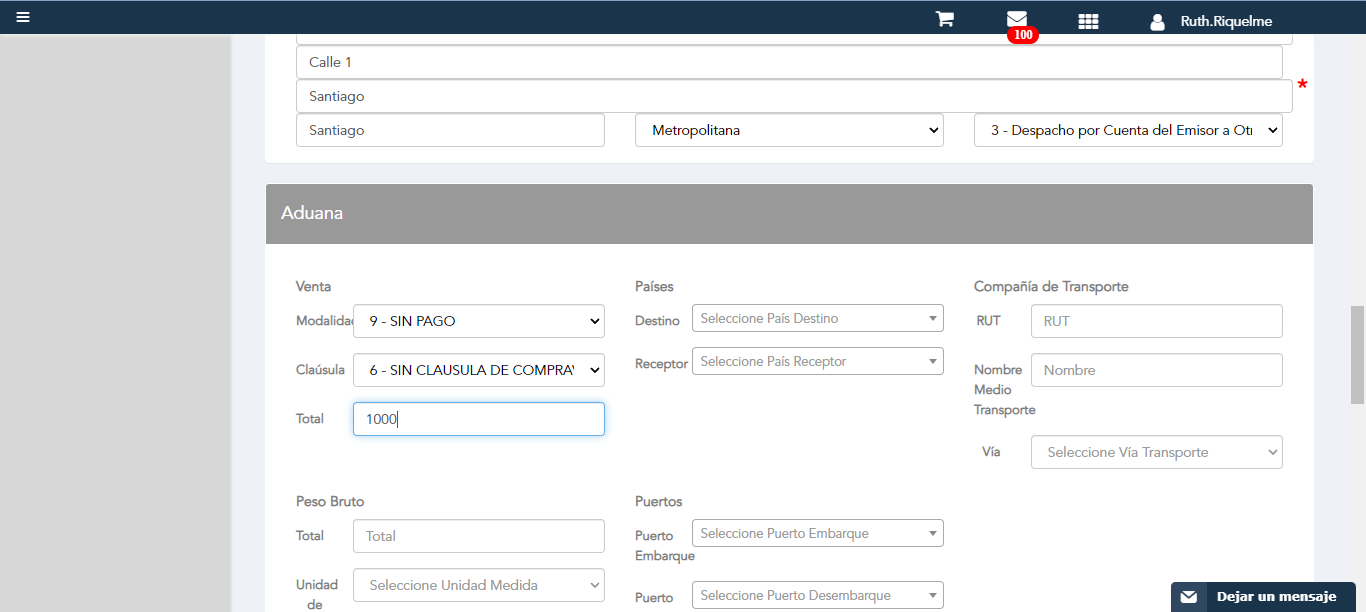 Ruth.Riquelme
100
Calle 1
Santiago
*
Santiago
Metropolitana
3 - Despacho por Cuenta del Emisor a Otr
Aduana
Venta
Países
Compañía de Transporte
Modalidad
9 - SIN PAGO
Destino
Seleccione País Destino
RUT
RUT
Claúsula
6 - SIN CLAUSULA DE COMPRAV
Receptor
Seleccione País Receptor
Nombre
Medio
Transporte
Nombre
Total
1000
Vía
Seleccione Vía Transporte
Peso Bruto
Puertos
Total
Total
Puerto
Embarque
Seleccione Puerto Embarque
Unidad
de
Seleccione Unidad Medida
Puerto
Seleccione Puerto Desembarque
Dejar un mensaje